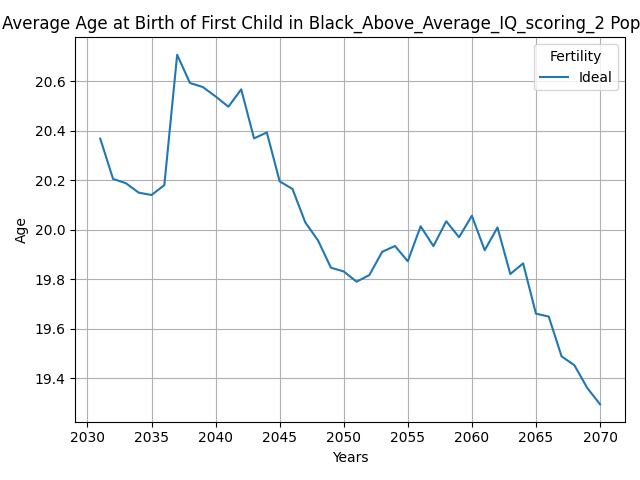 Average Age at Birth of First Child in Black_Above_Average_IQ_scoring_2 Pop
Fertility
Ideal
20.6
20.4
20.2
20.0
19.8
19.6
19.4
Age
2030 2035 2040 2045 2050 2055 2060 2065 2070
Years